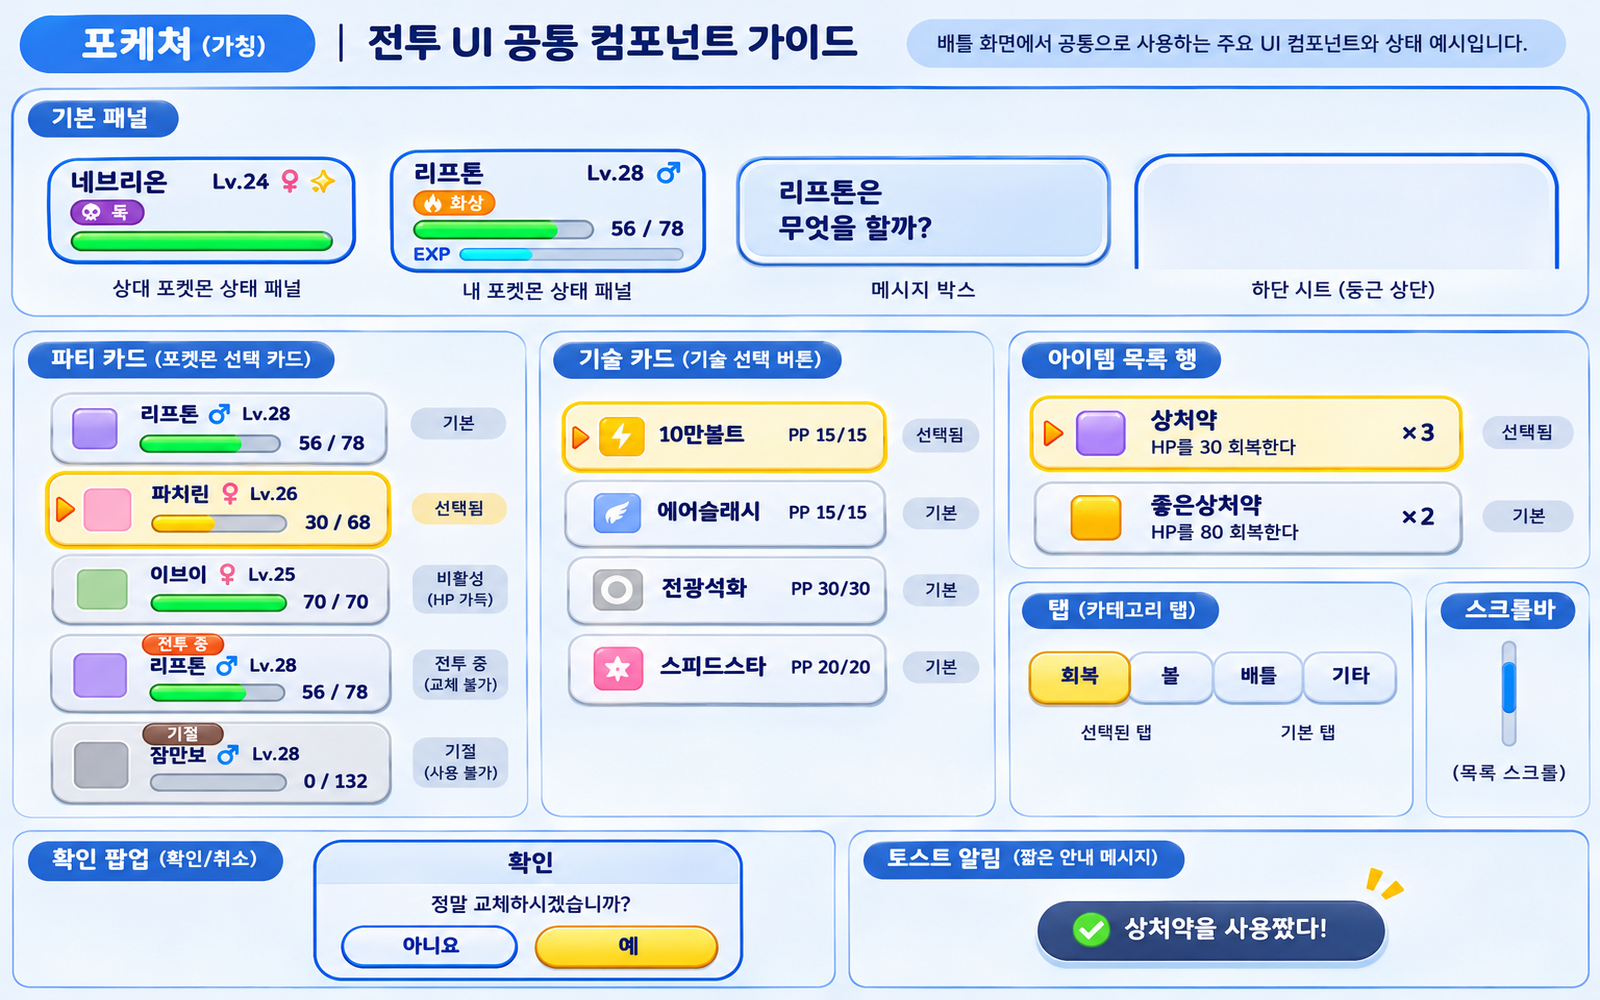 포케쳐 (가칭)
전투 UI 공통 컴포넌트 가이드
배틀 화면에서 공통으로 사용하는 주요 UI 컴포넌트와 상태 예시입니다.
기본 패널
네브리온 Lv.24 ♀
독
상대 포켓몬 상태 패널
리프톤 Lv.28 ♂
화상
56 / 78
EXP
내 포켓몬 상태 패널
리프톤은
무엇을 할까?
메시지 박스
하단 시트 (둥근 상단)
파티 카드 (포켓몬 선택 카드)
리프톤 ♂ Lv.28
56 / 78
기본
파치린 ♀ Lv.26
30 / 68
선택됨
이브이 ♀ Lv.25
70 / 70
비활성
(HP 가득)
전투 중
리프톤 ♂ Lv.28
56 / 78
전투 중
(교체 불가)
기절
잠만보 ♂ Lv.28
0 / 132
기절
(사용 불가)
기술 카드 (기술 선택 버튼)
10만볼트 PP 15/15
선택됨
에어슬래시 PP 15/15
기본
전광석화 PP 30/30
기본
스피드스타 PP 20/20
기본
아이템 목록 행
상처약
HP를 30 회복한다
×3
선택됨
좋은상처약
HP를 80 회복한다
×2
기본
탭 (카테고리 탭)
회복 볼 배틀 기타
선택된 탭 기본 탭
스크롤바
(목록 스크롤)
확인 팝업 (확인/취소)
확인
정말 교체하시겠습니까?
아니요 예
토스트 알림 (짧은 안내 메시지)
상처약을 사용짰다!